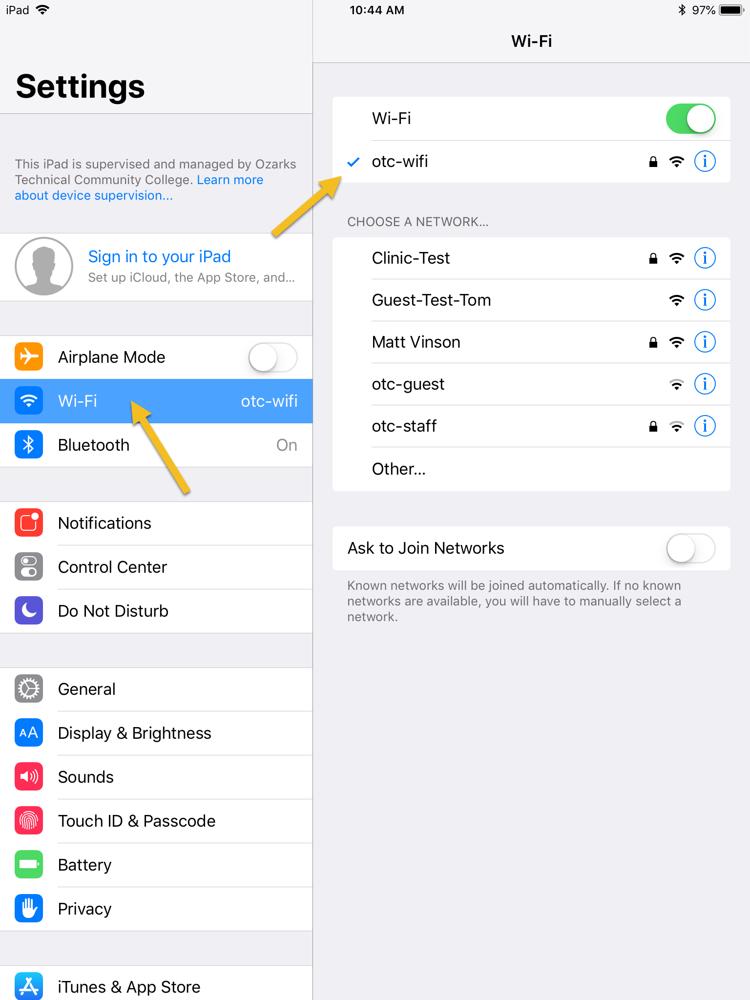 iPad
10:44 AM
97%
Settings
This iPad is supervised and managed by Ozarks
Technical Community College. Learn more
about device supervision...
Sign in to your iPad
Set up iCloud, the App Store, and...
Airplane Mode
Wi-Fi otc-wifi
Bluetooth On
Notifications
Control Center
Do Not Disturb
General
AA Display & Brightness
Sounds
Touch ID & Passcode
Battery
Privacy
iTunes & App Store
Wi-Fi
Wi-Fi
otc-wifi
CHOOSE A NETWORK...
Clinic-Test
Guest-Test-Tom
Matt Vinson
otc-guest
otc-staff
Other...
Ask to Join Networks
Known networks will be joined automatically. If no known
networks are available, you will have to manually select a
network.